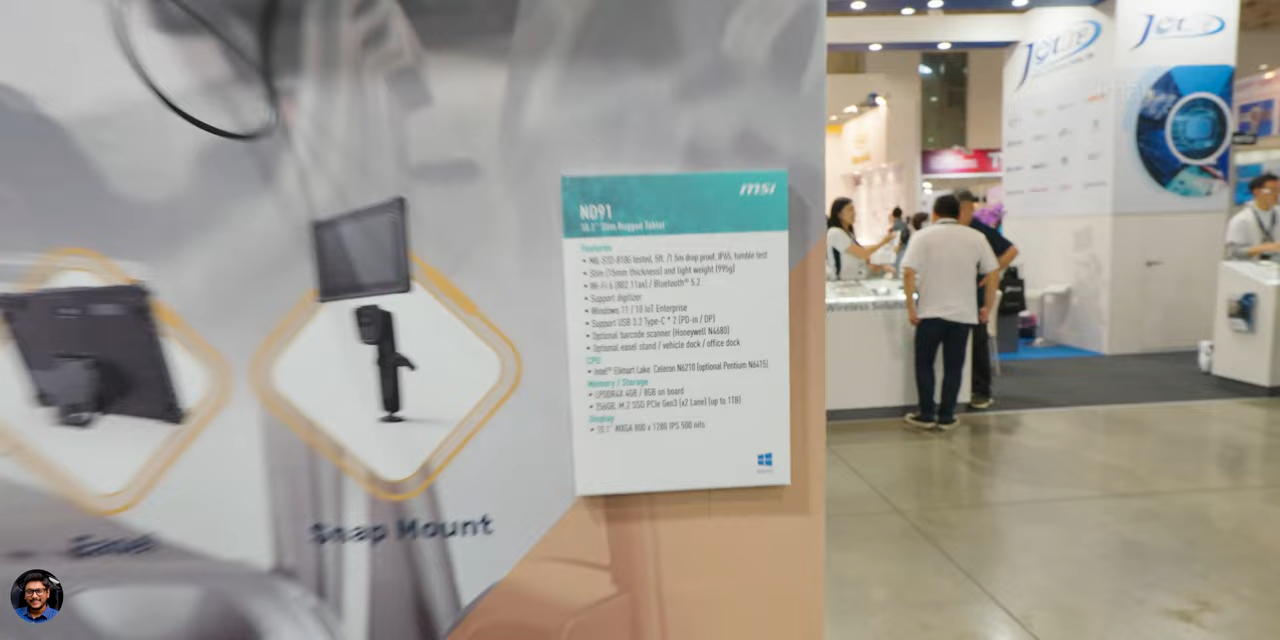 msi
ND91
10.1" Slim Rugged Tablet
Features
• MIL-STD-810G tested, 5ft. /1.5m drop proof, IP65, tumble test
• Slim (15mm thickness) and light weight (995g)
• Wi-Fi 6 (802.11ax) / Bluetooth® 5.2
• Support digitizer
• Windows 11 / 10 IoT Enterprise
• Support USB 3.2 Type-C * 2 (PD-in / DP)
• Optional barcode scanner (Honeywell N4680)
• Optional easel stand / vehicle dock / office dock
CPU
• Intel® Elkhart Lake Celeron N6210 (optional Pentium N6415)
Memory / Storage
• LPDDR4X 4GB / 8GB on board
• 256GB, M.2 SSD PCIe Gen3 (x2 Lane) (up to 1TB)
Display
• 10.1" WXGA 800 x 1280 IPS 500 nits
Easel
Snap Mount
Wireless